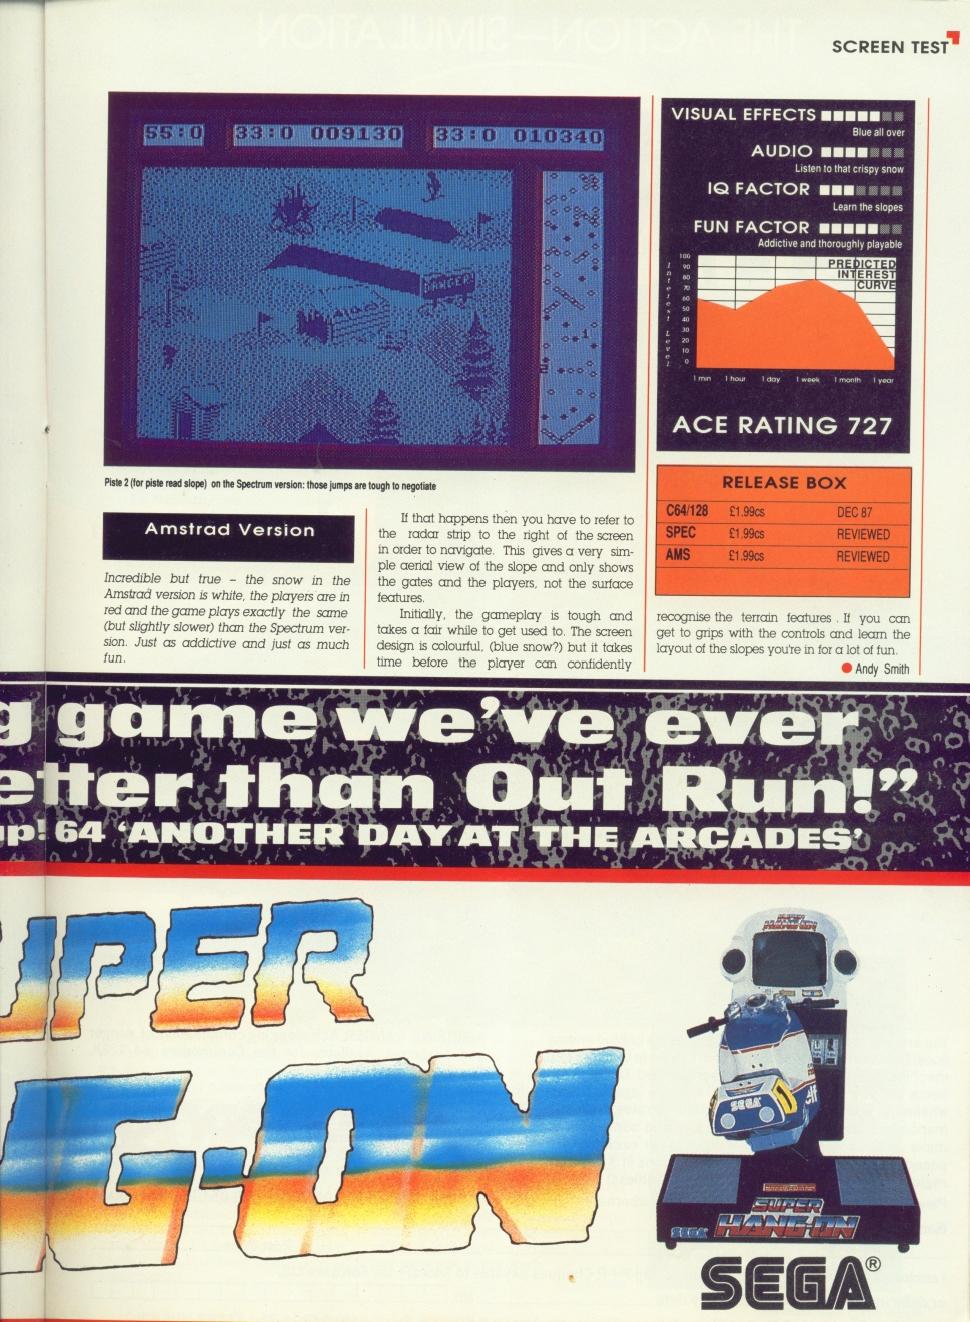 SCREEN TEST
55:0 33:0 009130 33:0 010340
DANGER
Piste 2 (for piste read slope) on the Spectrum version: those jumps are tough to negotiate
Amstrad Version
Incredible but true – the snow in the
Amstrad version is white, the players are in
red and the game plays exactly the same
(but slightly slower) than the Spectrum ver-
sion. Just as addictive and just as much
fun.
If that happens then you have to refer to
the radar strip to the right of the screen
in order to navigate. This gives a very sim-
ple aerial view of the slope and only shows
the gates and the players, not the surface
features.
Initially, the gameplay is tough and
takes a fair while to get used to. The screen
design is colourful, (blue snow?) but it takes
time before the player can confidently
VISUAL EFFECTS
Blue all over
AUDIO
Listen to that crispy snow
IQ FACTOR
Learn the slopes
FUN FACTOR
Addictive and thoroughly playable
PREDICTED
INTEREST
CURVE
Interest Level
100
90
80
70
60
50
40
30
20
10
0
1 min 1 hour 1 day 1 week 1 month 1 year
ACE RATING 727
RELEASE BOX
C64/128 £1.99cs DEC 87
SPEC £1.99cs REVIEWED
AMS £1.99cs REVIEWED
recognise the terrain features . If you can
get to grips with the controls and learn the
layout of the slopes you're in for a lot of fun.
Andy Smith
g game we've ever
etter than Out Run!”
up! 64 ‘ANOTHER DAY AT THE ARCADES’
UPER
G-ON
SEGA
1
elf
SUPER
SEGA HANG-ON
SEGA®